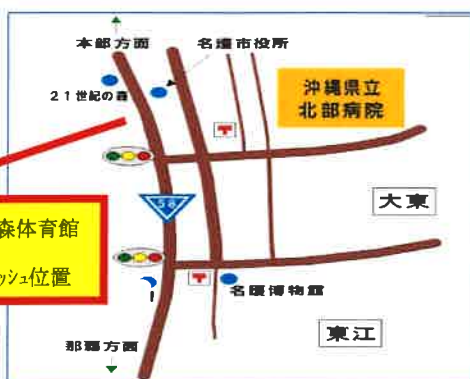 本部方面
名護市役所
21世紀の森
沖縄県立
北部病院
〒
58
大東
森体育館
ッシュ位置
〒
名護博物館
東江
那覇方面